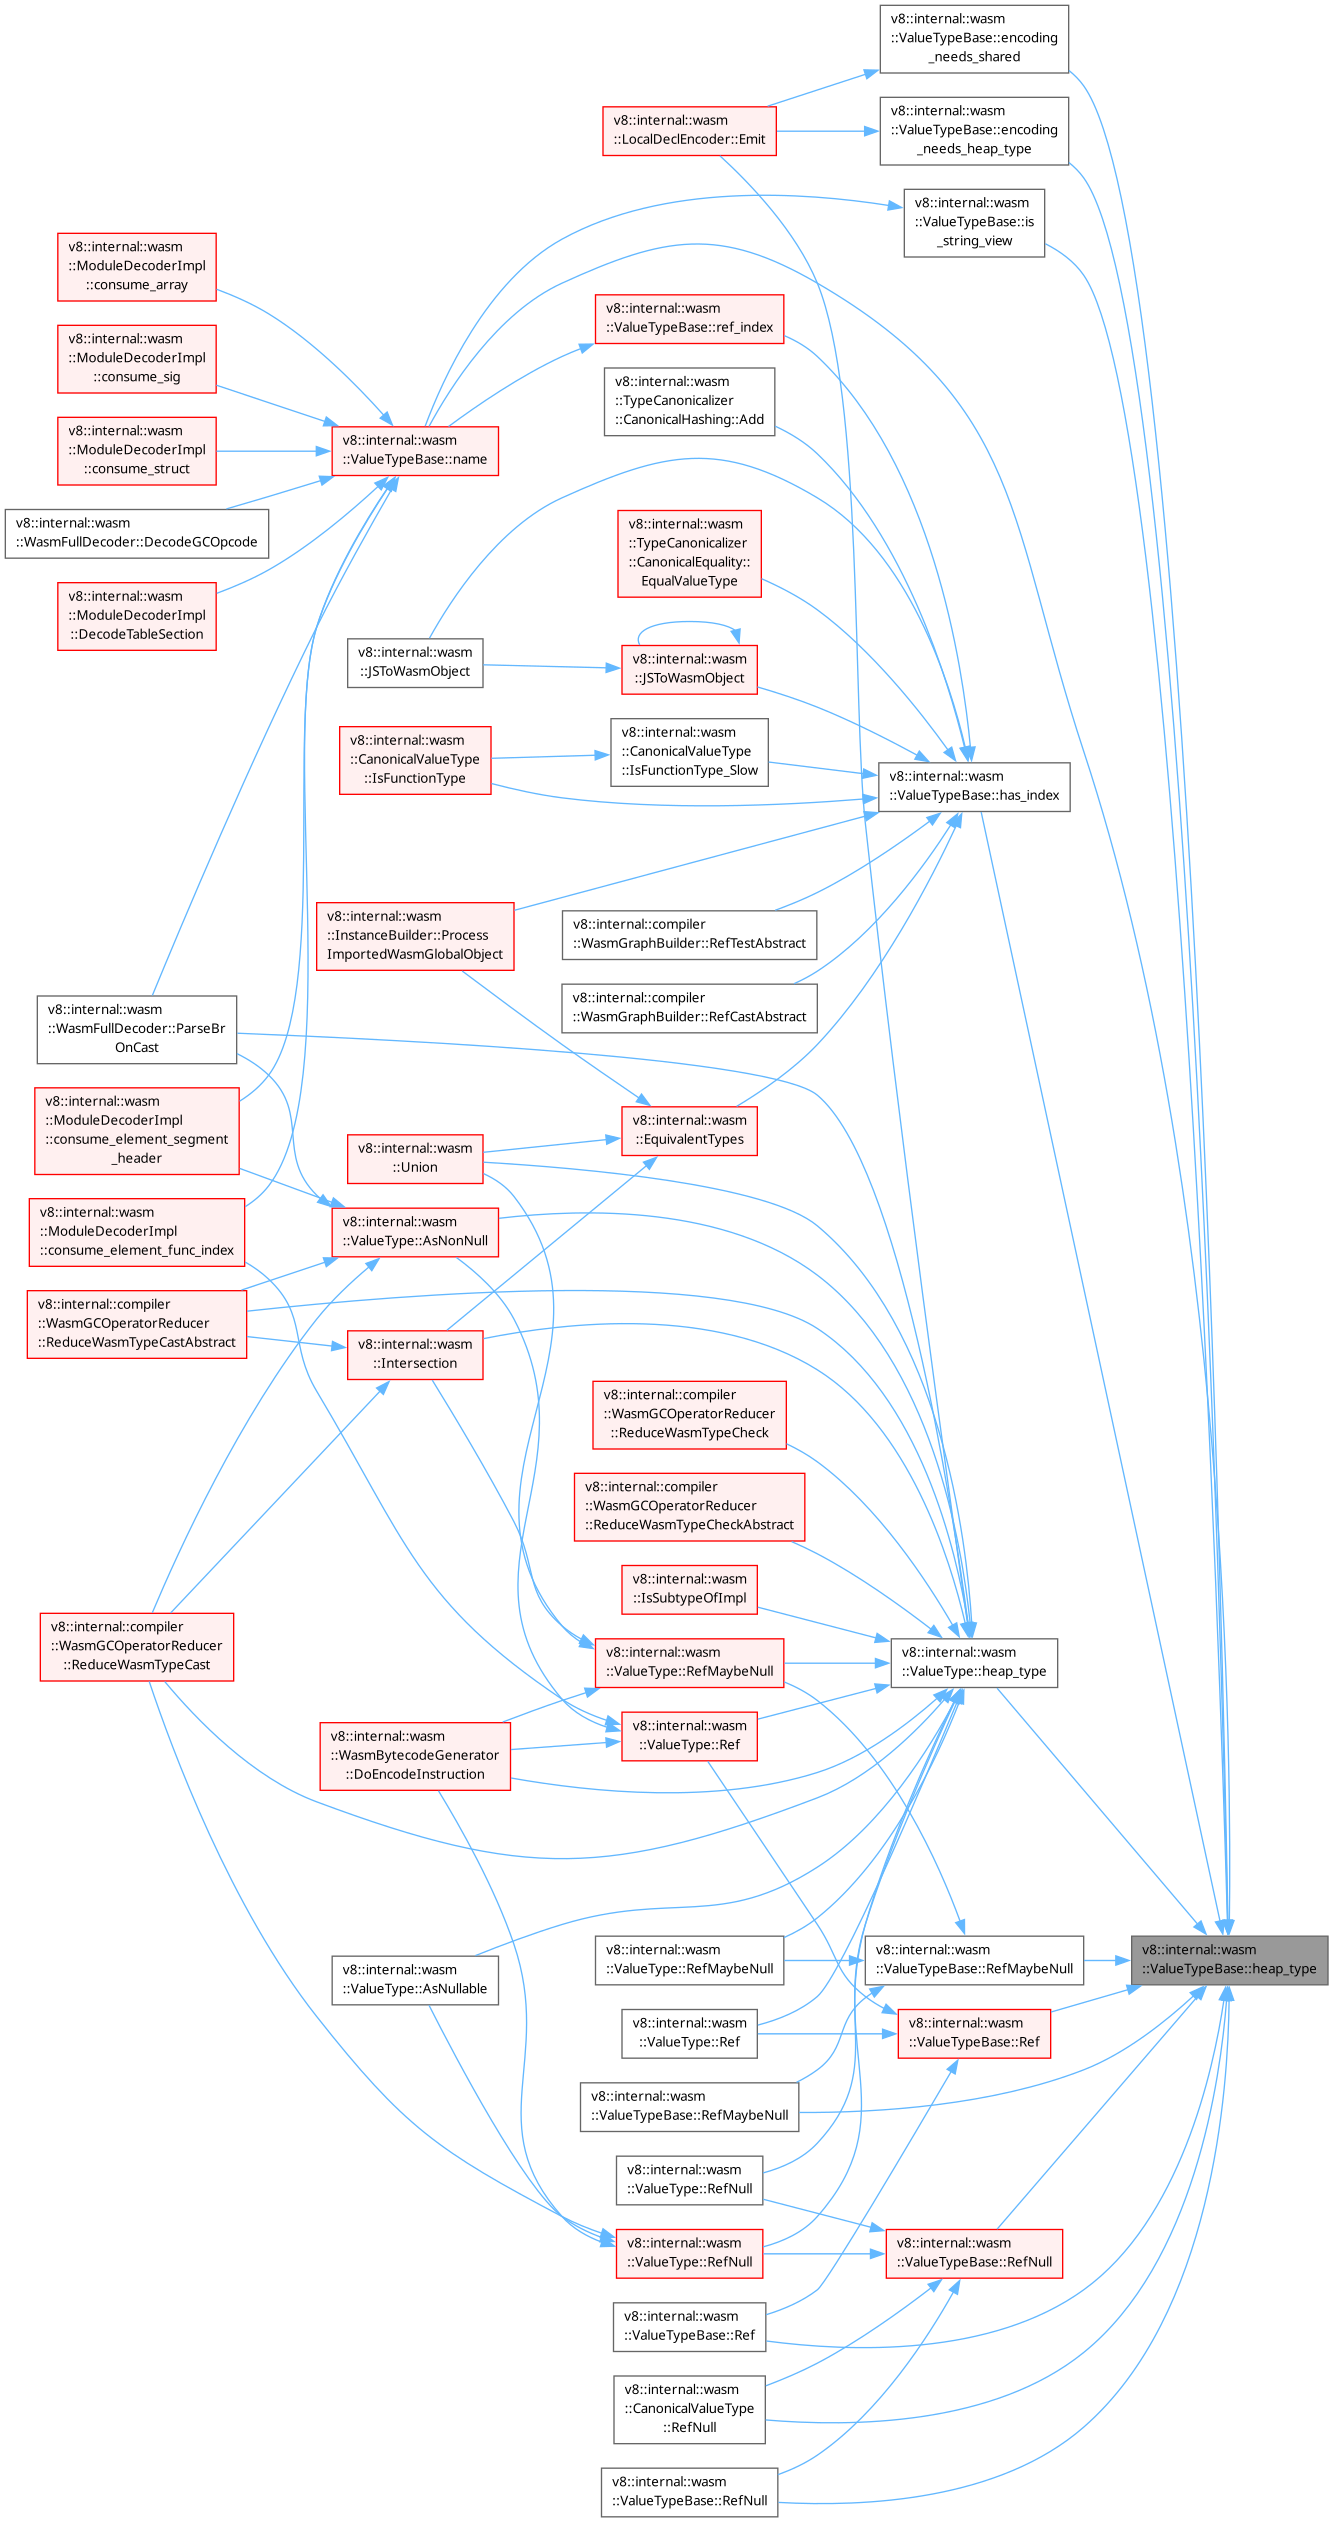 v8::internal::wasm
::ValueTypeBase::encoding
_needs_shared
v8::internal::wasm
::LocalDeclEncoder::Emit
v8::internal::wasm
::ValueTypeBase::encoding
_needs_heap_type
v8::internal::wasm
::ValueTypeBase::is
_string_view
v8::internal::wasm
::ModuleDecoderImpl
::consume_array
v8::internal::wasm
::ValueTypeBase::ref_index
v8::internal::wasm
::ModuleDecoderImpl
::consume_sig
v8::internal::wasm
::TypeCanonicalizer
::CanonicalHashing::Add
v8::internal::wasm
::ModuleDecoderImpl
::consume_struct
v8::internal::wasm
::ValueTypeBase::name
v8::internal::wasm
::WasmFullDecoder::DecodeGCOpcode
v8::internal::wasm
::TypeCanonicalizer
::CanonicalEquality::
EqualValueType
v8::internal::wasm
::ModuleDecoderImpl
::DecodeTableSection
v8::internal::wasm
::JSToWasmObject
v8::internal::wasm
::JSToWasmObject
v8::internal::wasm
::CanonicalValueType
::IsFunctionType
v8::internal::wasm
::CanonicalValueType
::IsFunctionType_Slow
v8::internal::wasm
::ValueTypeBase::has_index
v8::internal::wasm
::InstanceBuilder::Process
ImportedWasmGlobalObject
v8::internal::compiler
::WasmGraphBuilder::RefTestAbstract
v8::internal::compiler
::WasmGraphBuilder::RefCastAbstract
v8::internal::wasm
::WasmFullDecoder::ParseBr
OnCast
v8::internal::wasm
::ModuleDecoderImpl
::consume_element_segment
_header
v8::internal::wasm
::EquivalentTypes
v8::internal::wasm
::Union
v8::internal::wasm
::ModuleDecoderImpl
::consume_element_func_index
v8::internal::wasm
::ValueType::AsNonNull
v8::internal::compiler
::WasmGCOperatorReducer
::ReduceWasmTypeCastAbstract
v8::internal::wasm
::Intersection
v8::internal::compiler
::WasmGCOperatorReducer
::ReduceWasmTypeCheck
v8::internal::compiler
::WasmGCOperatorReducer
::ReduceWasmTypeCheckAbstract
v8::internal::wasm
::IsSubtypeOfImpl
v8::internal::compiler
::WasmGCOperatorReducer
::ReduceWasmTypeCast
v8::internal::wasm
::ValueType::RefMaybeNull
v8::internal::wasm
::ValueType::heap_type
v8::internal::wasm
::WasmBytecodeGenerator
::DoEncodeInstruction
v8::internal::wasm
::ValueType::Ref
v8::internal::wasm
::ValueType::AsNullable
v8::internal::wasm
::ValueType::RefMaybeNull
v8::internal::wasm
::ValueTypeBase::RefMaybeNull
v8::internal::wasm
::ValueTypeBase::heap_type
v8::internal::wasm
::ValueType::Ref
v8::internal::wasm
::ValueTypeBase::Ref
v8::internal::wasm
::ValueTypeBase::RefMaybeNull
v8::internal::wasm
::ValueType::RefNull
v8::internal::wasm
::ValueType::RefNull
v8::internal::wasm
::ValueTypeBase::RefNull
v8::internal::wasm
::ValueTypeBase::Ref
v8::internal::wasm
::CanonicalValueType
::RefNull
v8::internal::wasm
::ValueTypeBase::RefNull